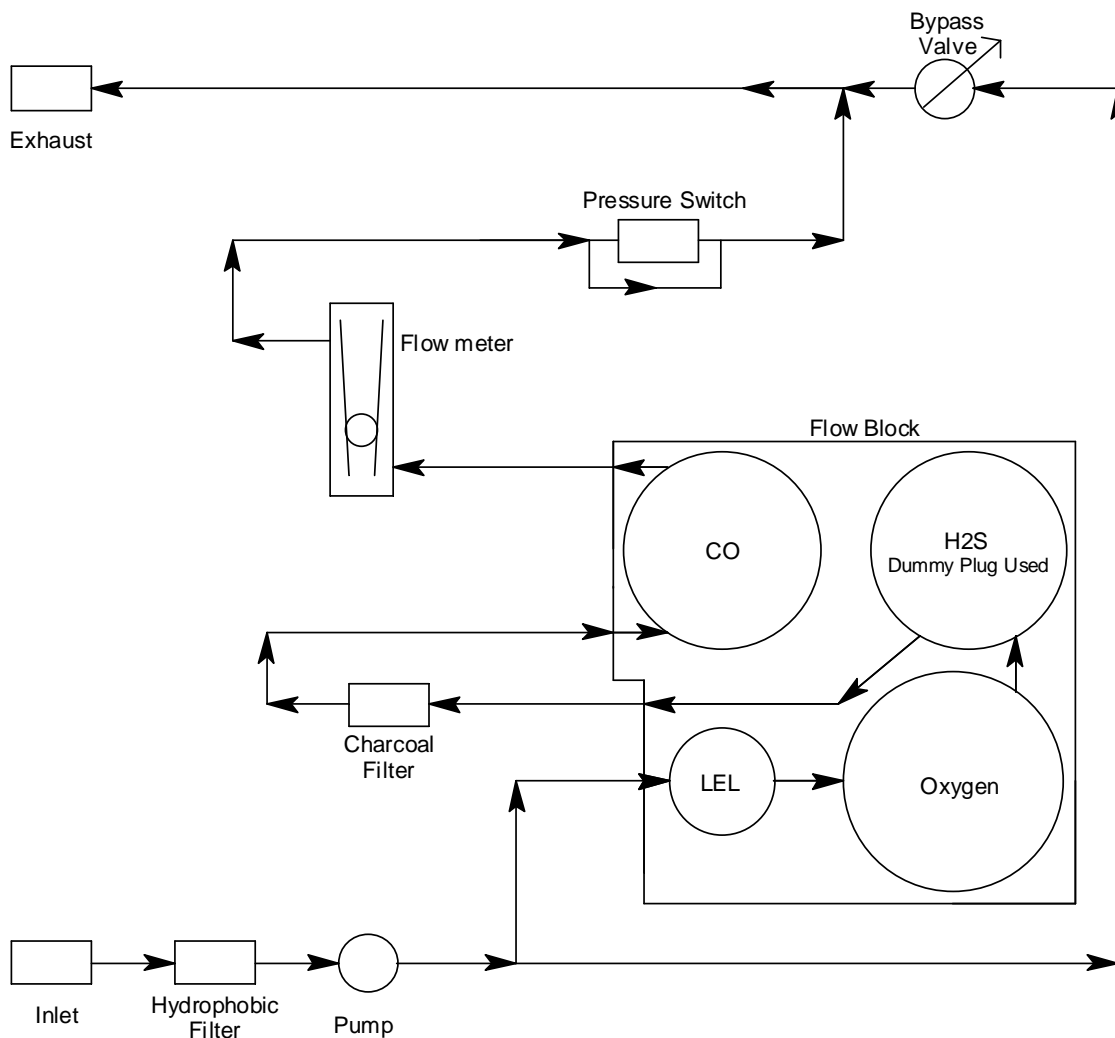 Bypass
Valve
Exhaust
Pressure Switch
Flow meter
Flow Block
CO
H2S
Dummy Plug Used
Charcoal
Filter
LEL
Oxygen
Inlet
Hydrophobic
Filter
Pump